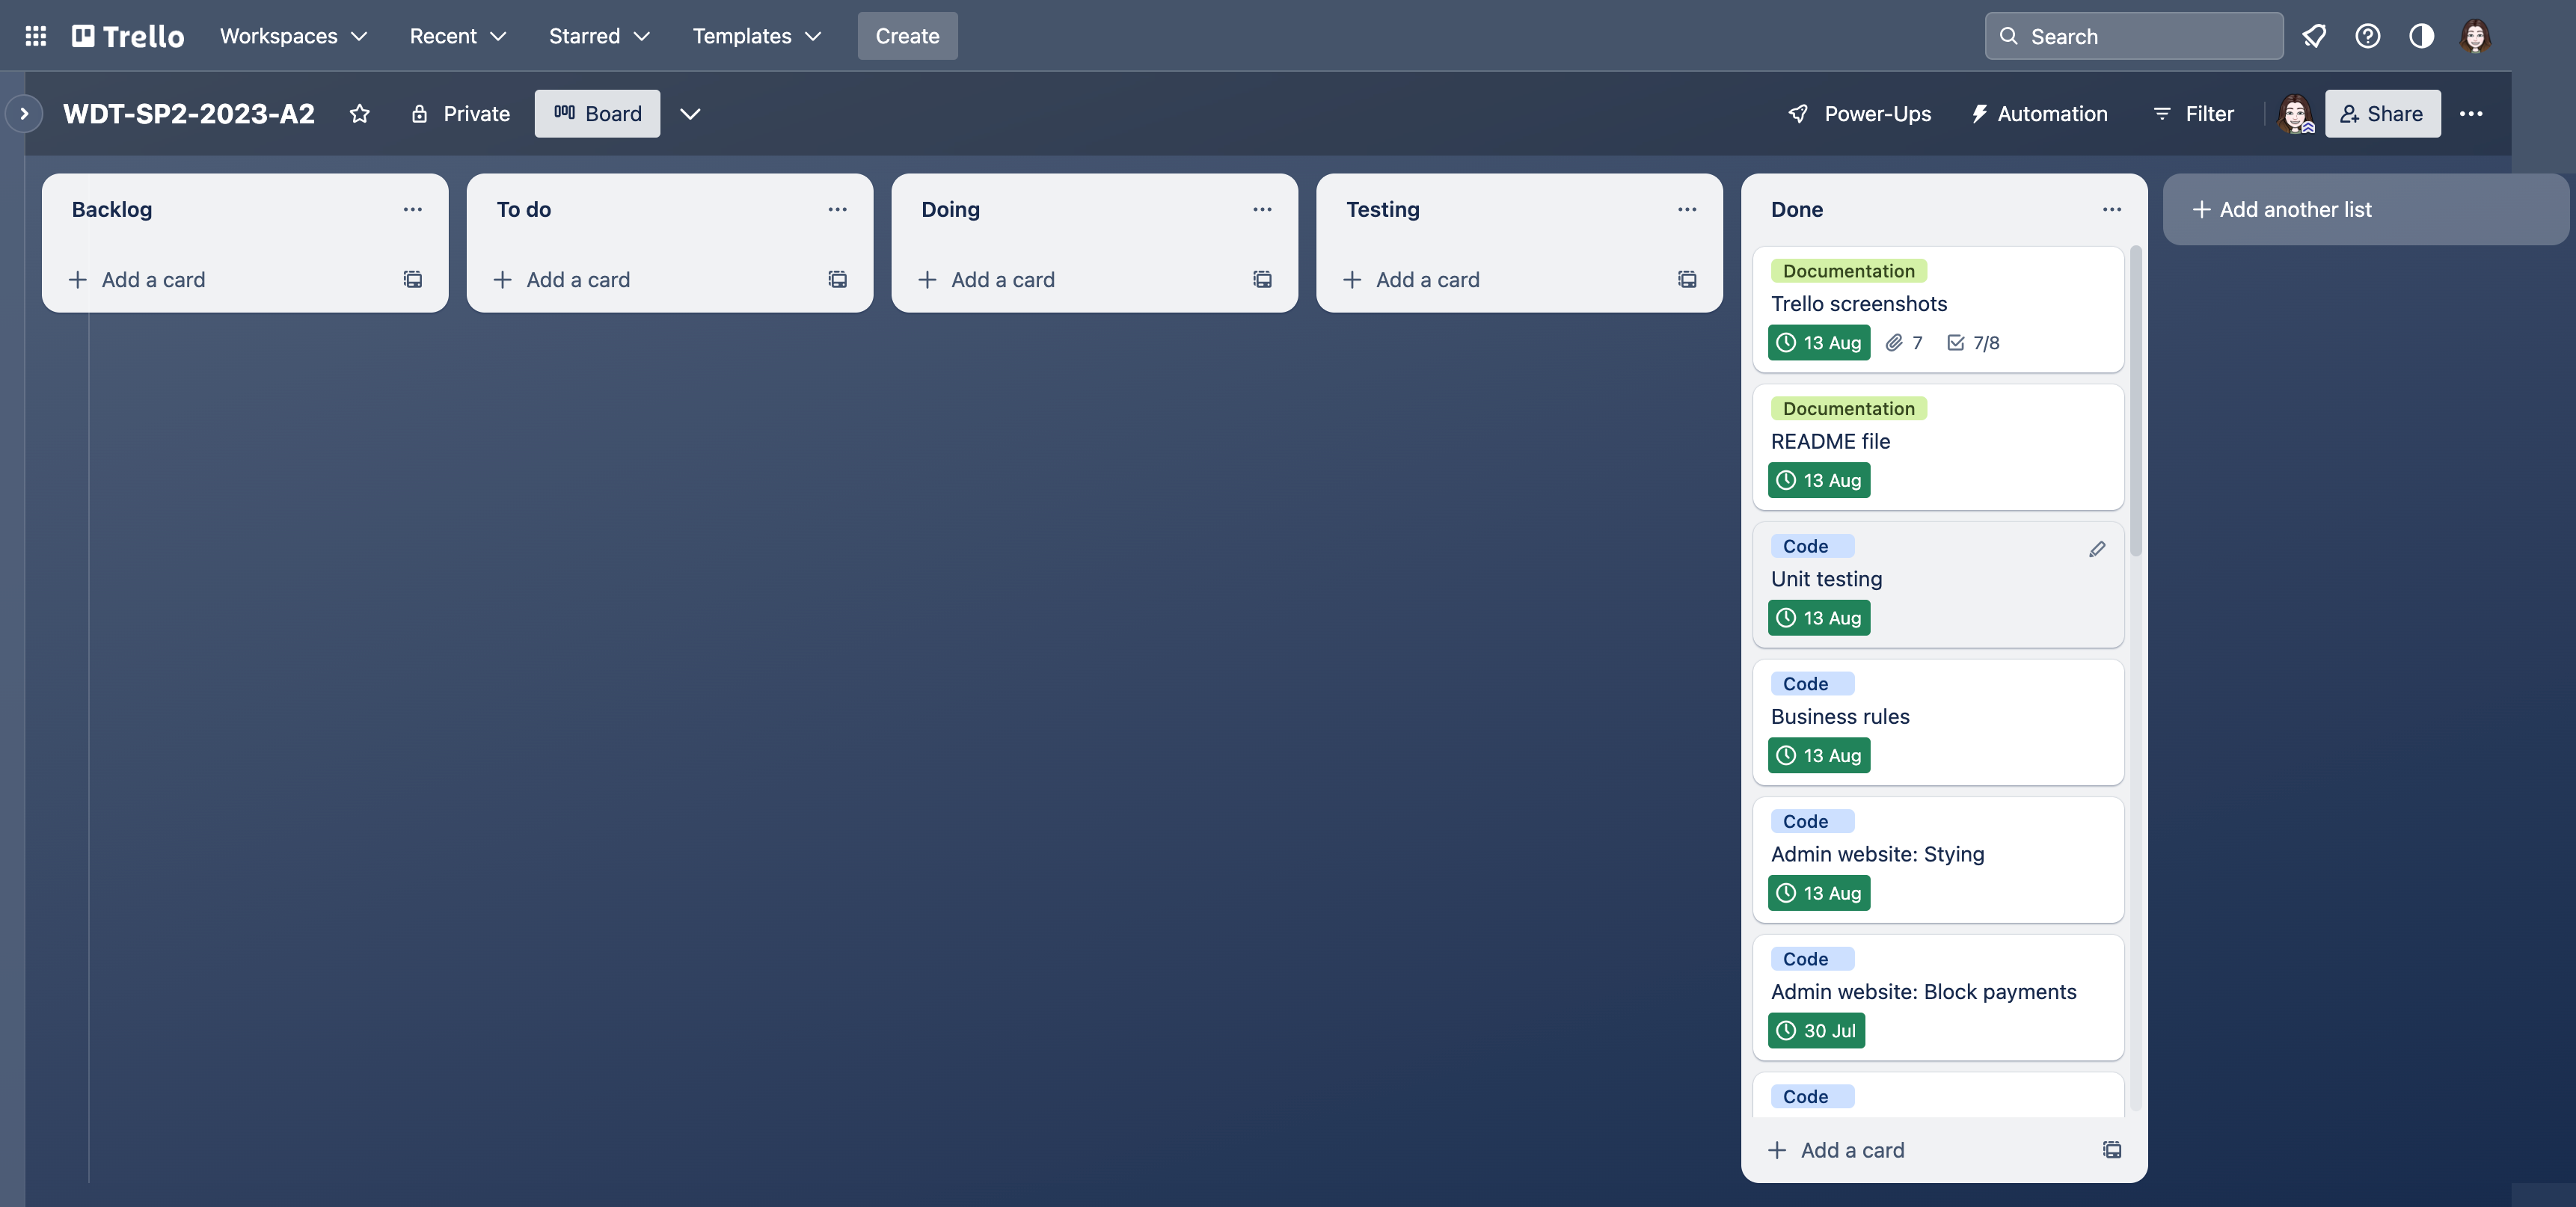 Trello Workspaces Recent Starred Templates Create Search
WDT-SP2-2023-A2 Private Board Power-Ups Automation Filter Share
Backlog
Add a card
To do
Add a card
Doing
Add a card
Testing
Add a card
Done
Documentation
Trello screenshots
13 Aug 7 7/8
Documentation
README file
13 Aug
Code
Unit testing
13 Aug
Code
Business rules
13 Aug
Code
Admin website: Stying
13 Aug
Code
Admin website: Block payments
30 Jul
Code
Add a card
Add another list